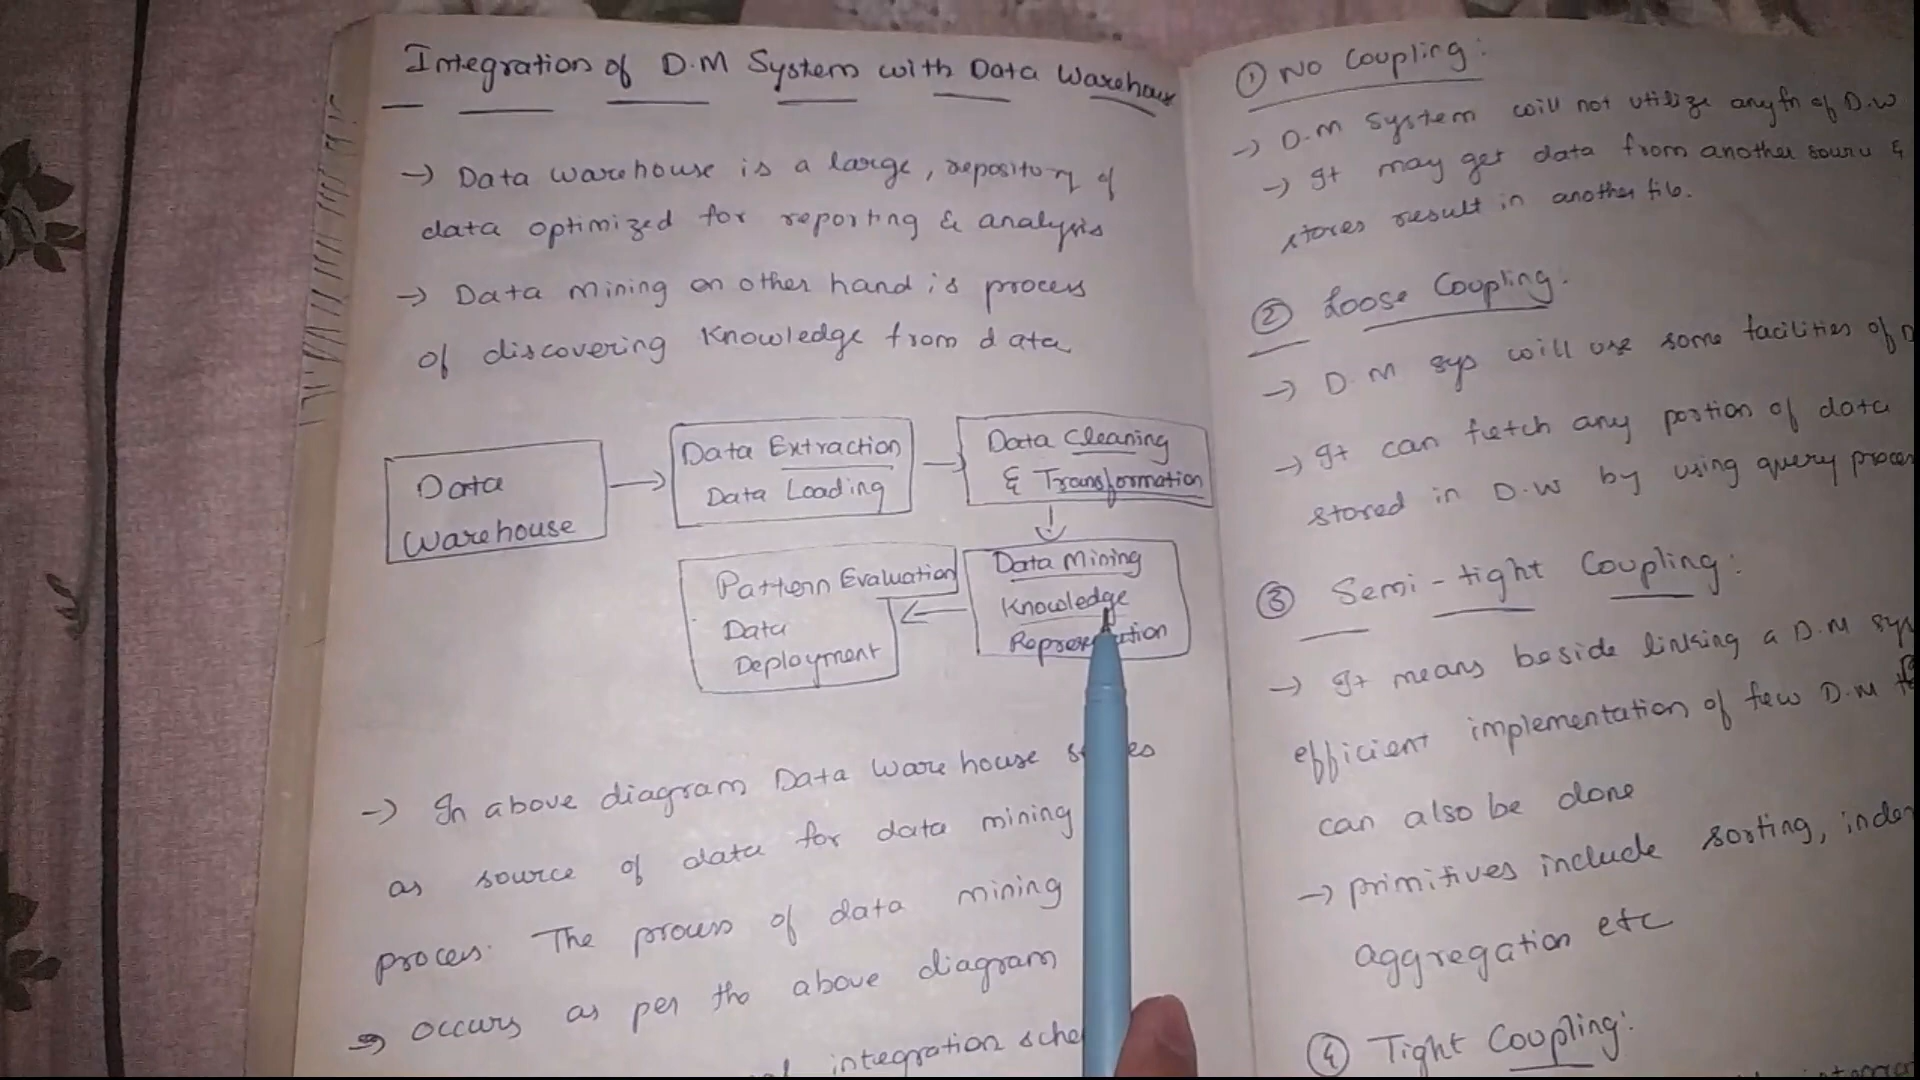 Integration of D.M System with Data Warehouse
-> Data warehouse is a large, repository of
data optimized for reporting & analysis
-> Data mining on other hand is process
of discovering knowledge from data
Data
Warehouse
Data Extraction
Data Loading
Data Cleaning
& Transformation
Data Mining
Knowledge
Pattern Evaluation
Data
Deployment
-> In above diagram Data Warehouse
as source of data for data mining
process. The process of data mining
-> occurs as per the above diagram
integration
① No Coupling:
-> D.M System will not utilize any fn of D.W
-> It may get data from another source &
stores result in another file.
② Loose Coupling:
-> D.M sys will use some facilities of
-> It can fetch any portion of data
stored in D.W by using query
③ Semi-tight Coupling:
-> It means beside linking a D.M sys
efficient implementation of few D.M
can also be done
-> primitives include sorting,
aggregation etc
④ Tight Coupling: